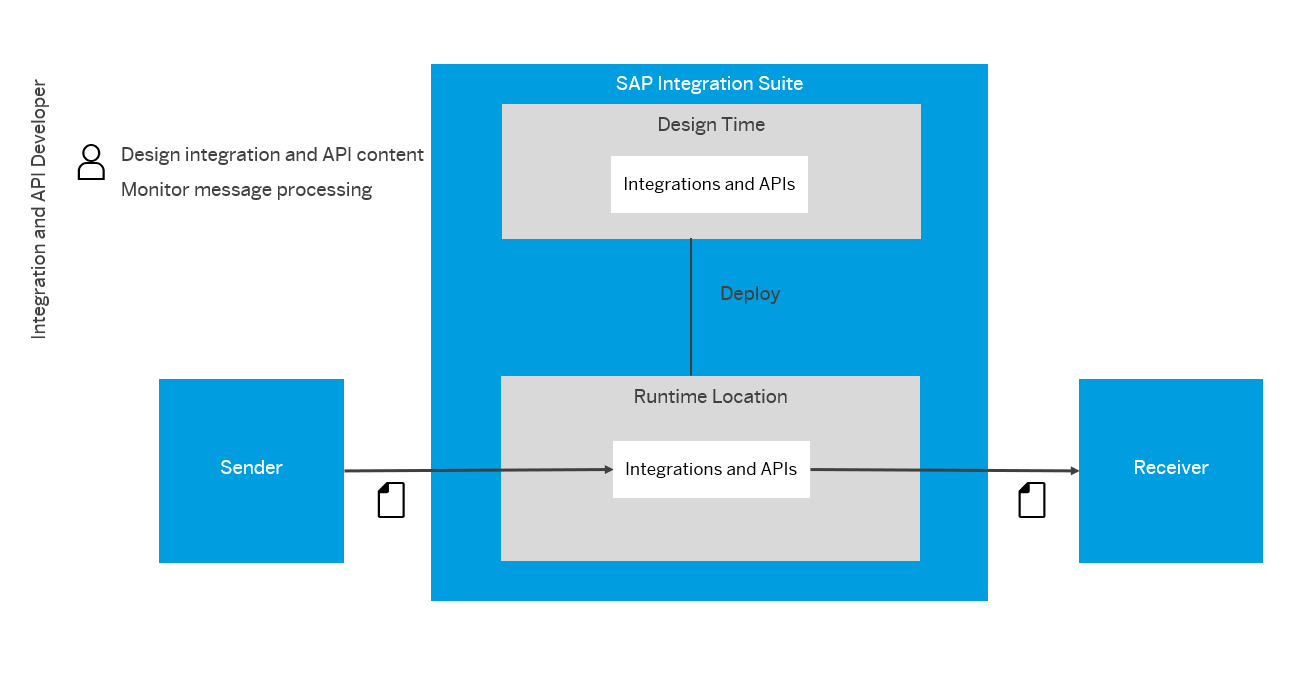 Integration and API Developer
Design integration and API content
Monitor message processing
SAP Integration Suite
Design Time
Integrations and APIs
Deploy
Runtime Location
Sender
Integrations and APIs
Receiver